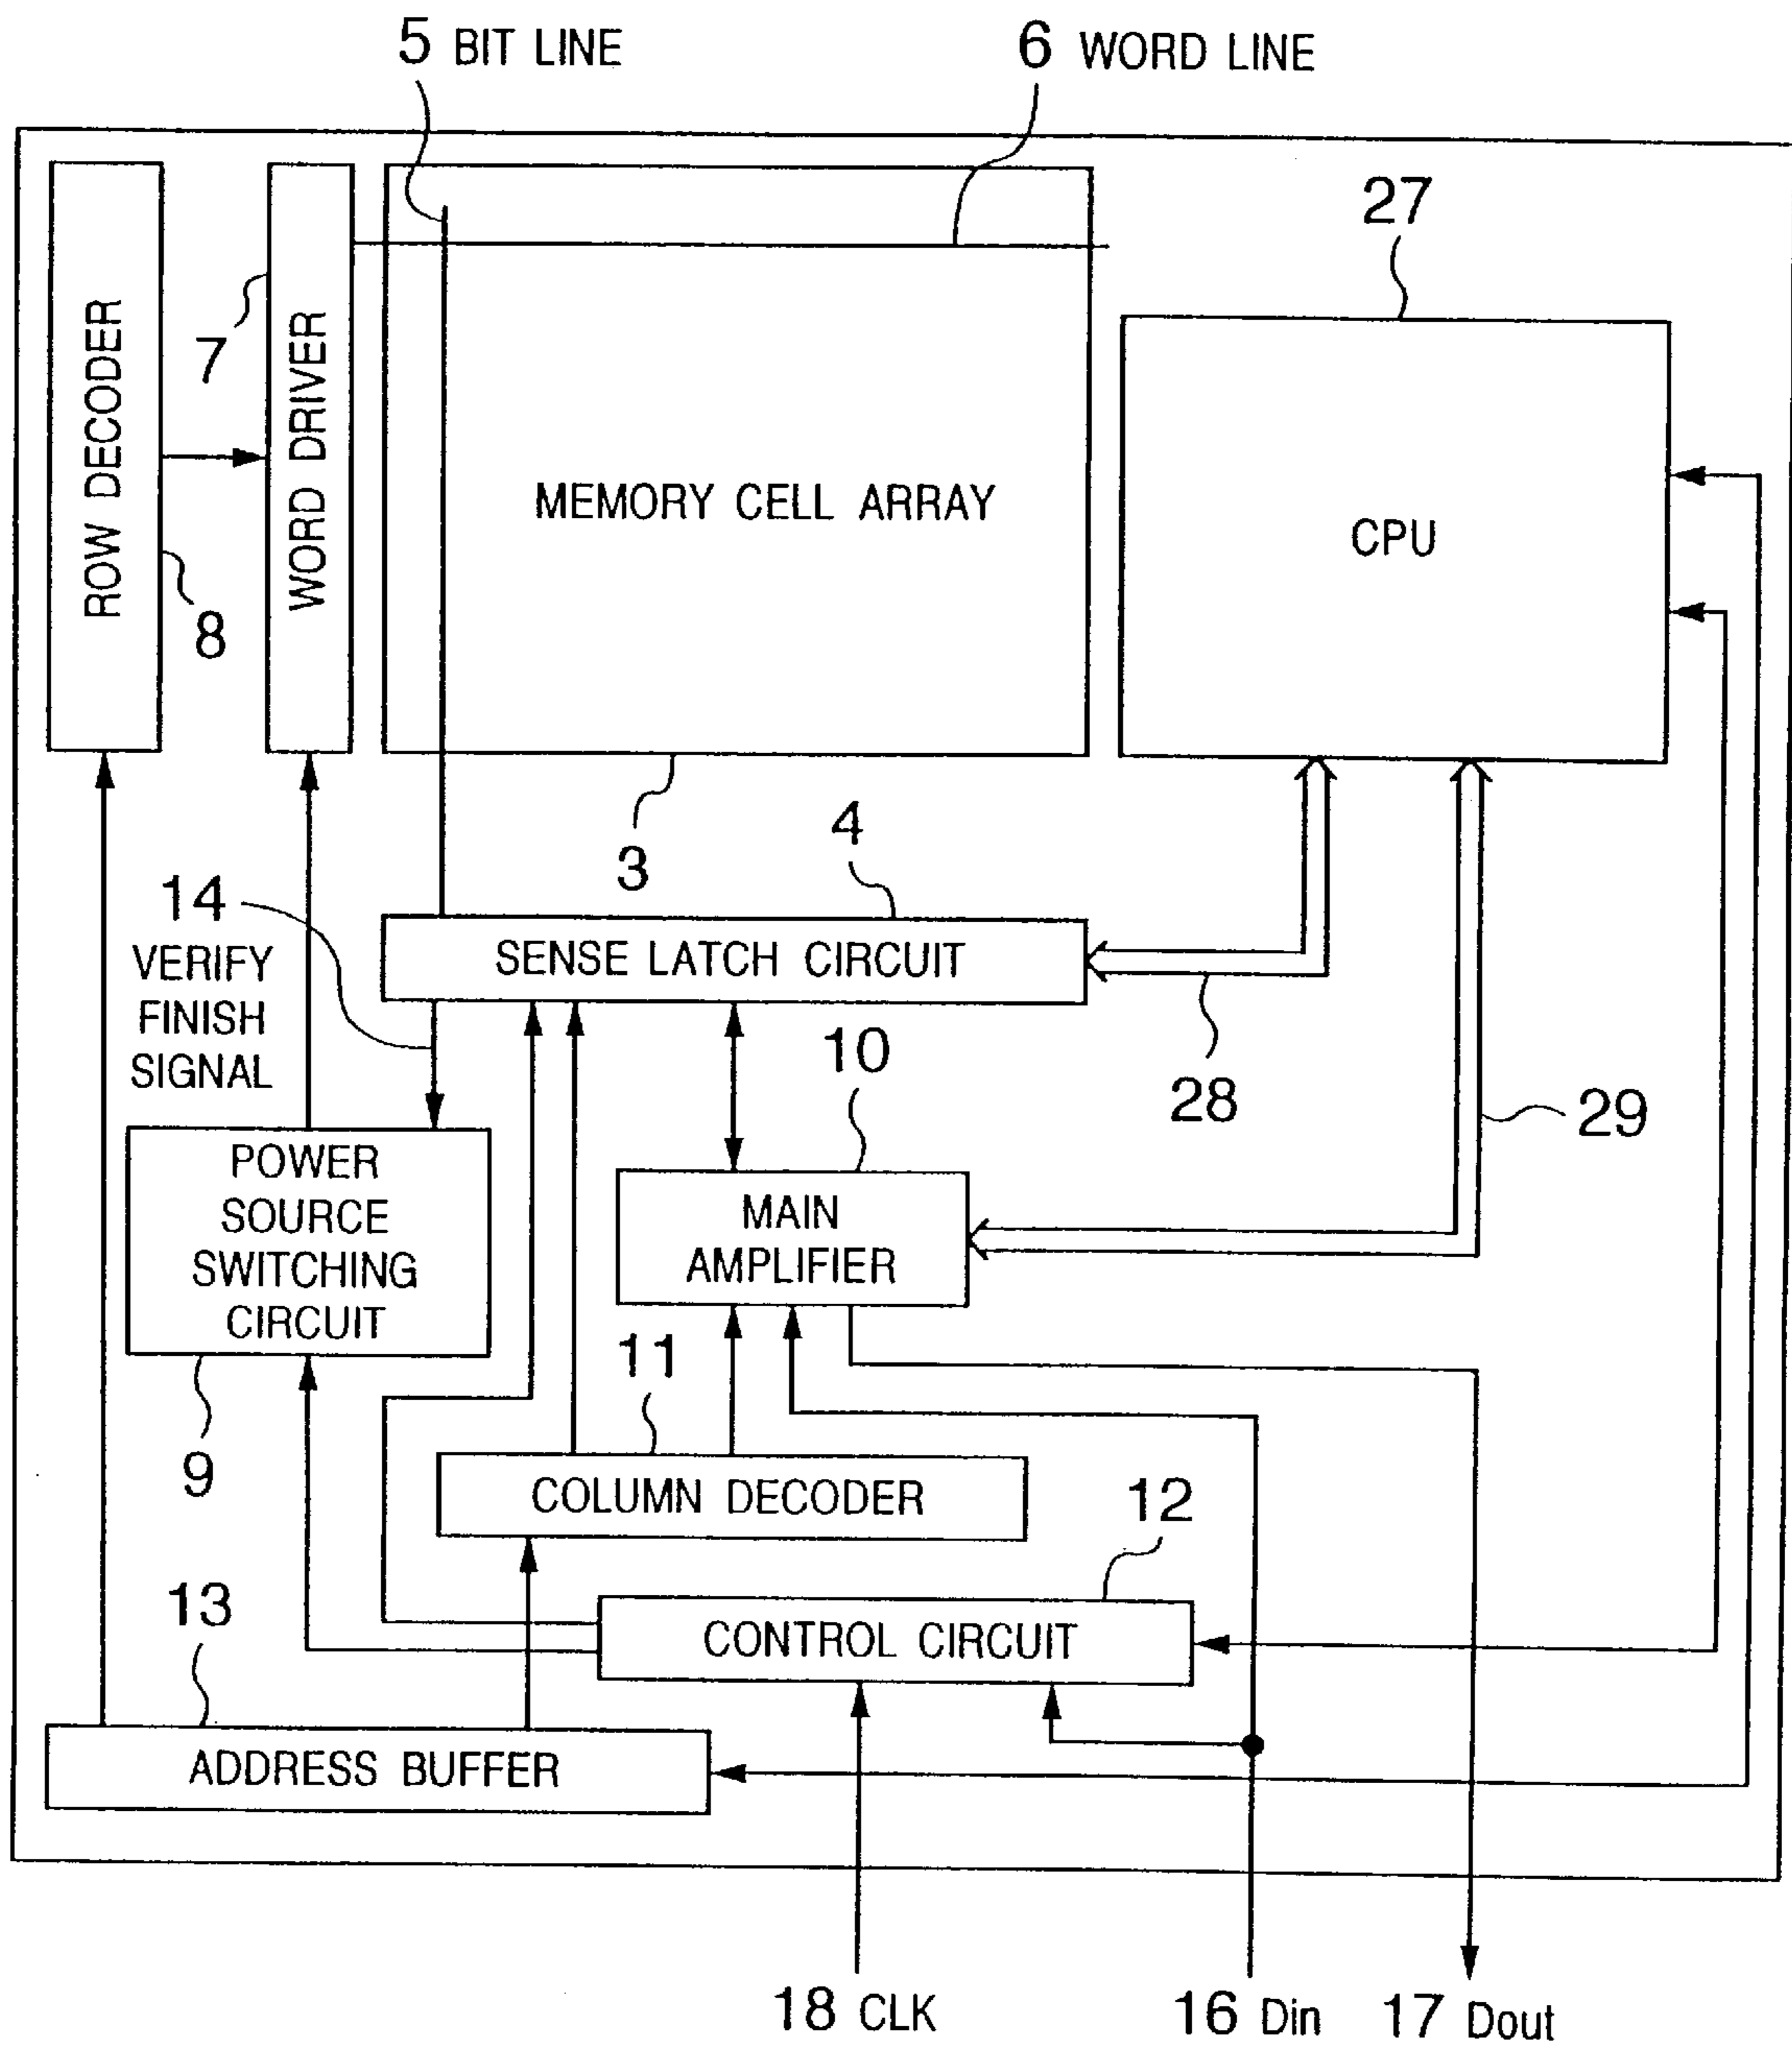 5 BIT LINE
6 WORD LINE
27
ROW DECODER
7
WORD DRIVER
8
MEMORY CELL ARRAY
CPU
3
4
14
VERIFY
FINISH
SIGNAL
SENSE LATCH CIRCUIT
28
10
29
POWER
SOURCE
SWITCHING
CIRCUIT
MAIN
AMPLIFIER
9
11
COLUMN DECODER
12
13
CONTROL CIRCUIT
ADDRESS BUFFER
18 CLK
16 Din
17 Dout